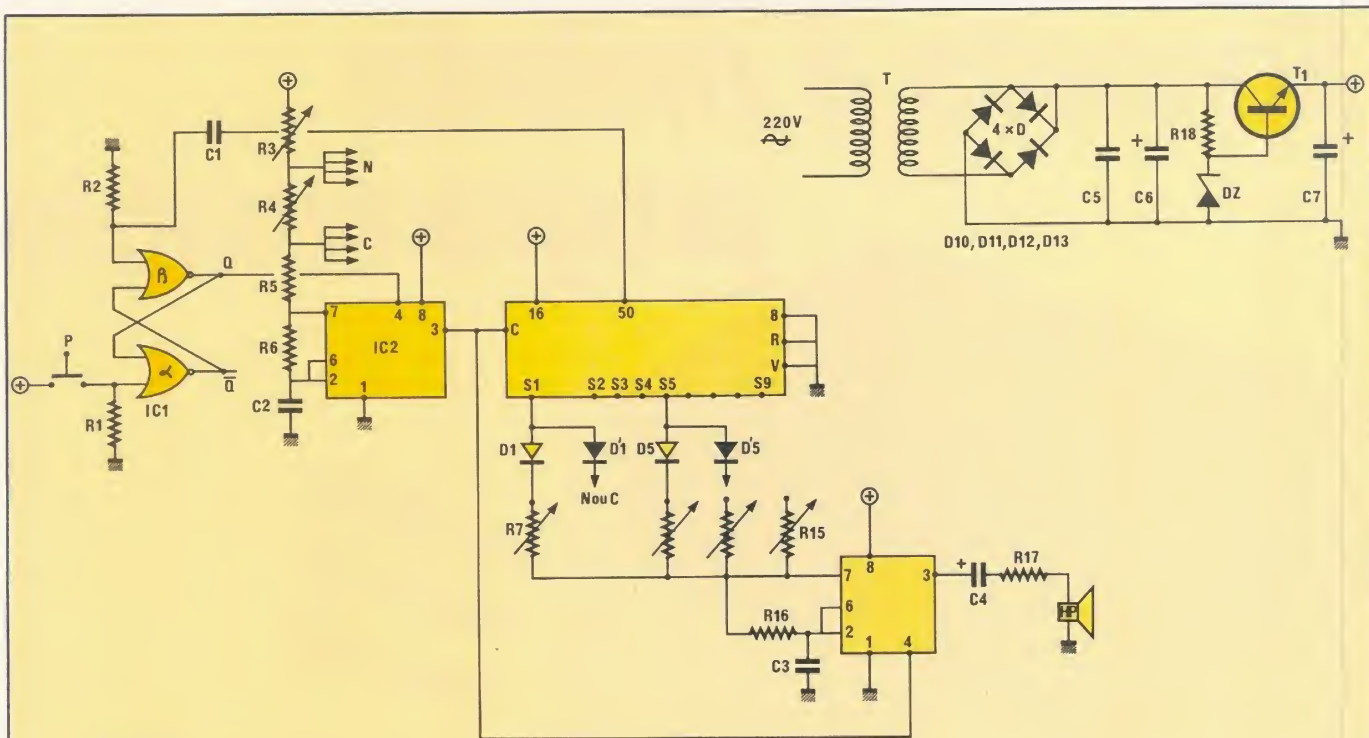 220V
T
4 × D
D10, D11, D12, D13
C5
+
C6
R18
DZ
T1
+
C7
+
+
R3
C1
R2
N
R4
C
β
Q
R5
+
+
7
4
8
3
IC2
R6
6
2
1
C2
P
+
α
Q̅
IC1
R1
C
16
50
8
R
V
S1
S2
S3
S4
S5
S9
D1
D'1
D5
D'5
N ou C
R7
R15
+
8
7
3
6
2
1
4
R16
C3
+
C4
R17
HP